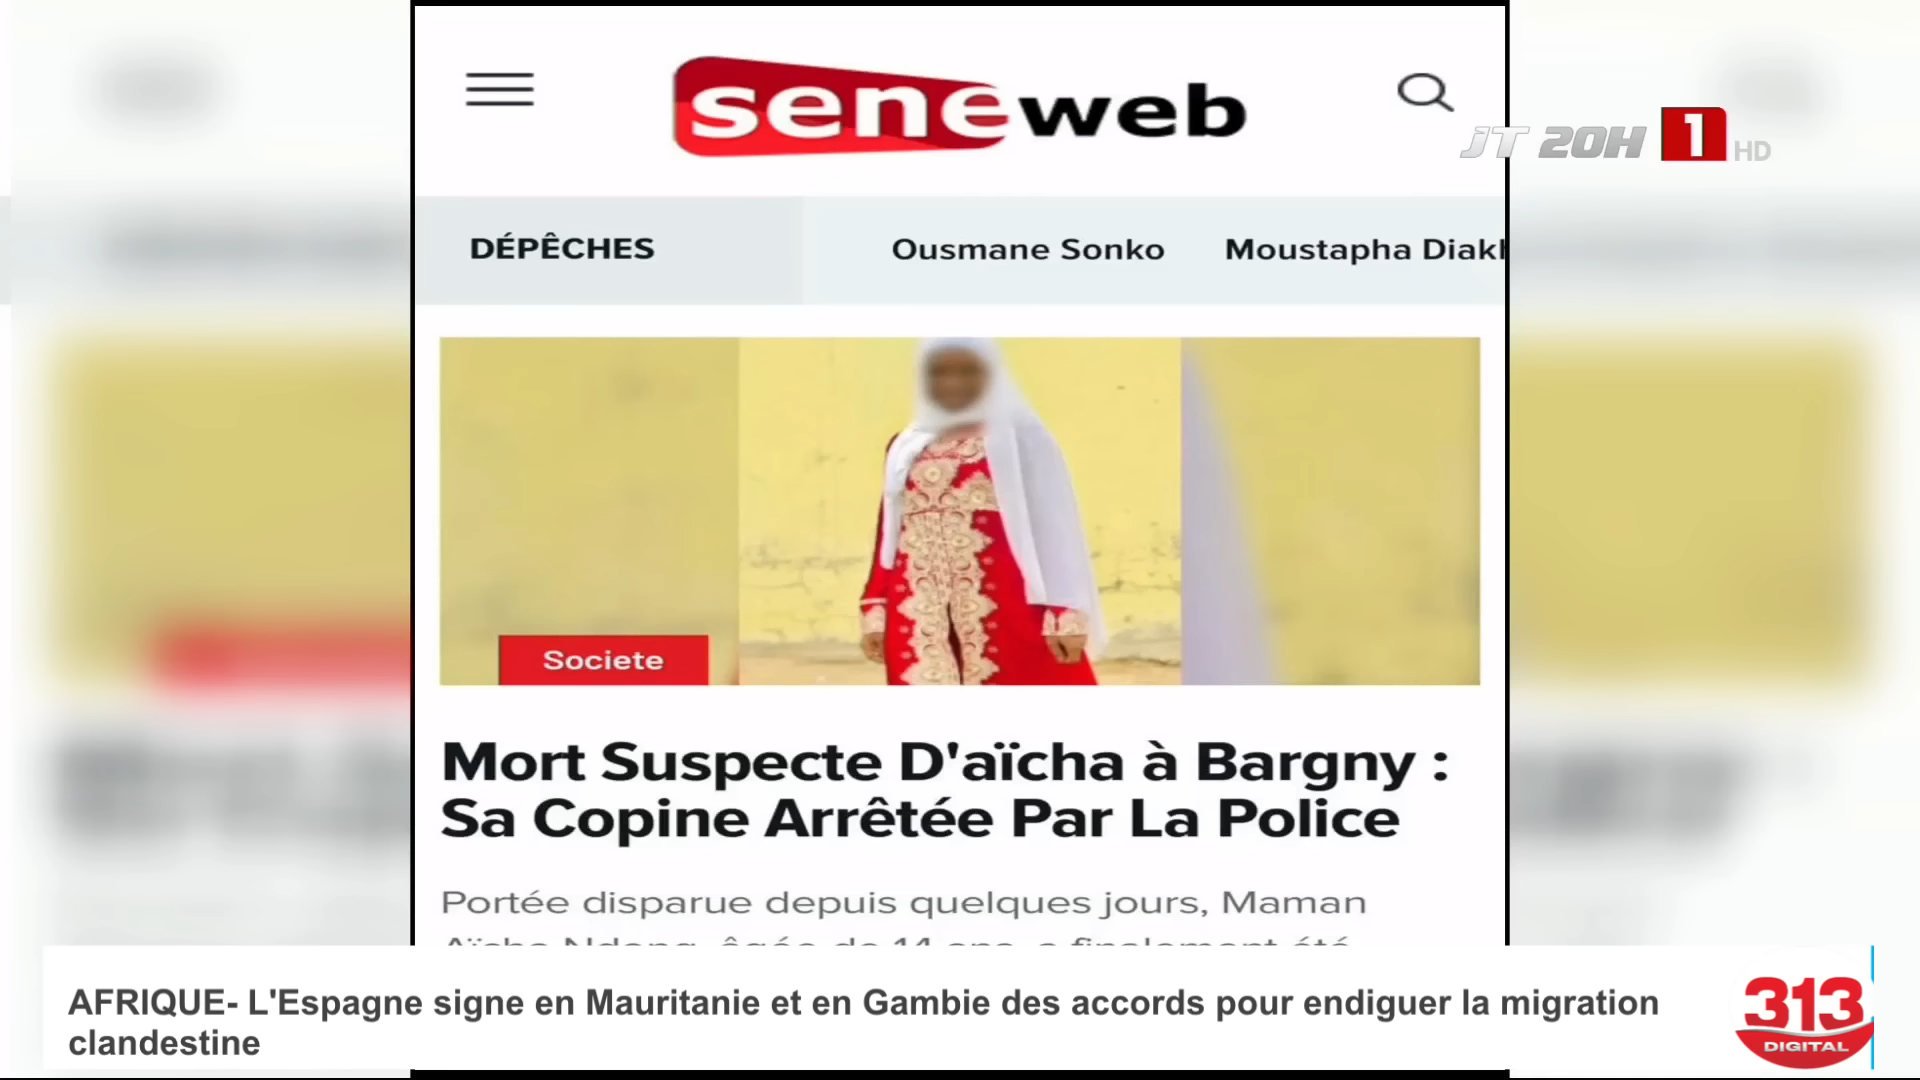 seneweb
JT 20H 1 HD
DÉPÊCHES Ousmane Sonko Moustapha
Societe
Mort Suspecte D'aïcha à Bargny :
Sa Copine Arrêtée Par La Police
Portée disparue depuis quelques jours, Maman
AFRIQUE- L'Espagne signe en Mauritanie et en Gambie des accords pour endiguer la migration
clandestine
313
DIGITAL